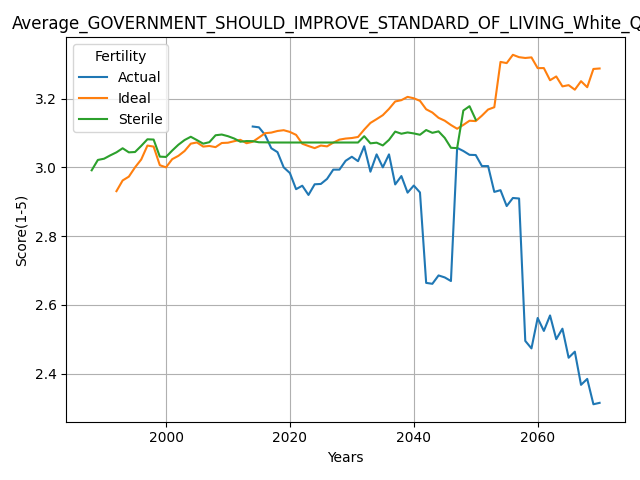 Average_GOVERNMENT_SHOULD_IMPROVE_STANDARD_OF_LIVING_White_Q
Fertility
Actual
Ideal
Sterile
Score(1-5)
3.2
3.0
2.8
2.6
2.4
2000 2020 2040 2060
Years